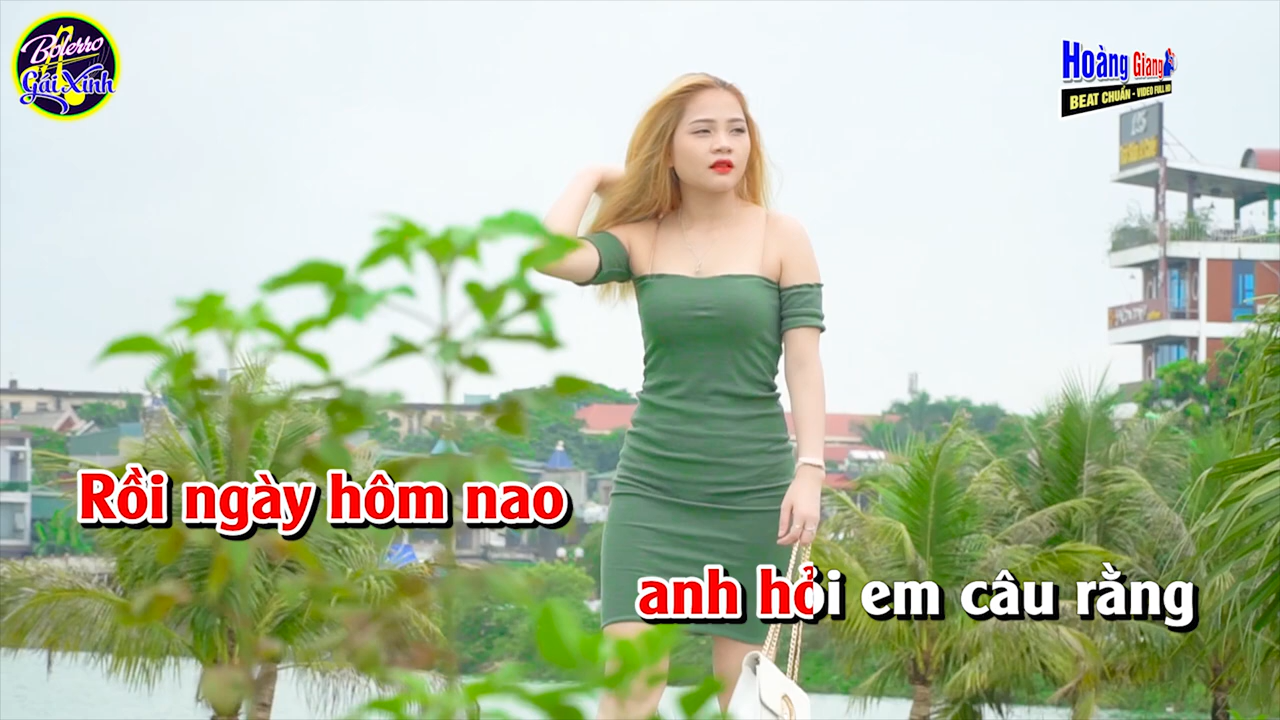 Bolerro
Gái Xinh
Hoàng Giang
BEAT CHUẨN - VIDEO FULL HD
Rồi ngày hôm nao
anh hỏi em câu rằng